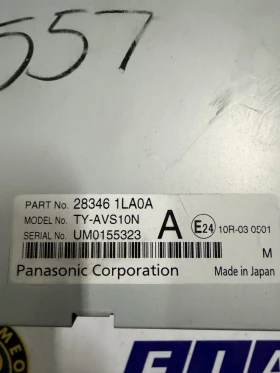 557
PART No. 28346 1LA0A
MODEL No. TY-AVS10N A E24 10R-03 0501
SERIAL No. UM0155323
M
Panasonic Corporation Made in Japan